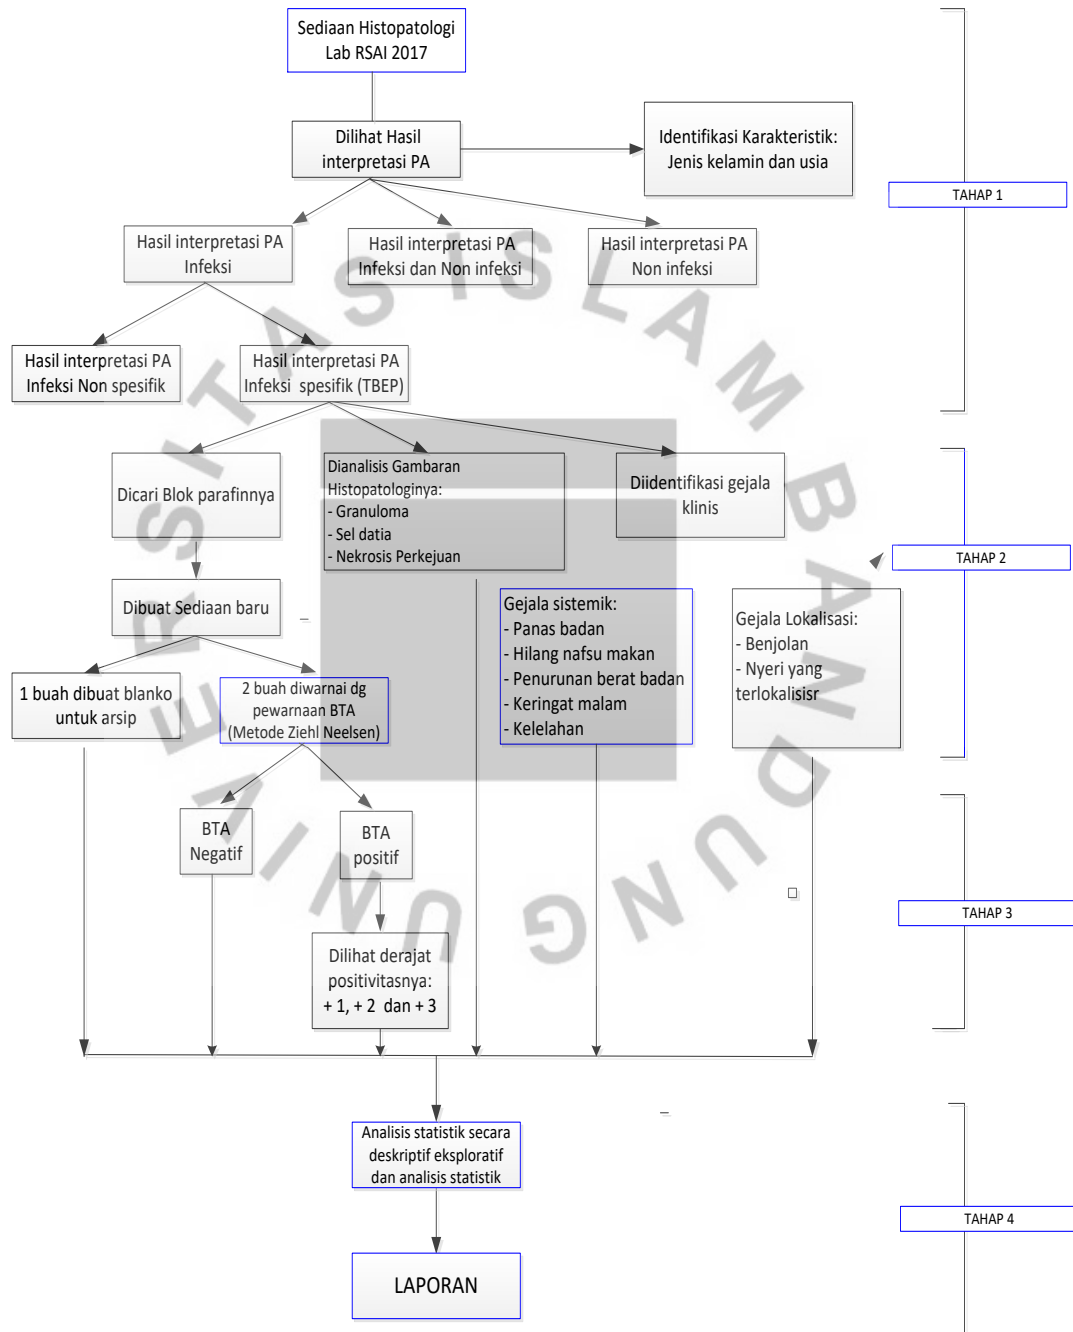 Sediaan Histopatologi
Lab RSAI 2017
Dilihat Hasil
interpretasi PA
Identifikasi Karakteristik:
Jenis kelamin dan usia
TAHAP 1
Hasil interpretasi PA
Infeksi
Hasil interpretasi PA
Infeksi dan Non infeksi
Hasil interpretasi PA
Non infeksi
Hasil interpretasi PA
Infeksi Non spesifik
Hasil interpretasi PA
Infeksi spesifik (TBEP)
Dicari Blok parafinnya
Dianalisis Gambaran
Histopatologinya:
- Granuloma
- Sel datia
- Nekrosis Perkejuan
Diidentifikasi gejala
klinis
TAHAP 2
Dibuat Sediaan baru
Gejala sistemik:
- Panas badan
- Hilang nafsu makan
- Penurunan berat badan
- Keringat malam
- Kelelahan
Gejala Lokalisasi:
- Benjolan
- Nyeri yang
terlokalisisr
1 buah dibuat blanko
untuk arsip
2 buah diwarnai dg
pewarnaan BTA
(Metode Ziehl Neelsen)
BTA
Negatif
BTA
positif
TAHAP 3
Dilihat derajat
positivitasnya:
+ 1, + 2 dan + 3
Analisis statistik secara
deskriptif eksploratif
dan analisis statistik
TAHAP 4
LAPORAN
UNIVERSITAS ISLAM BANDUNG